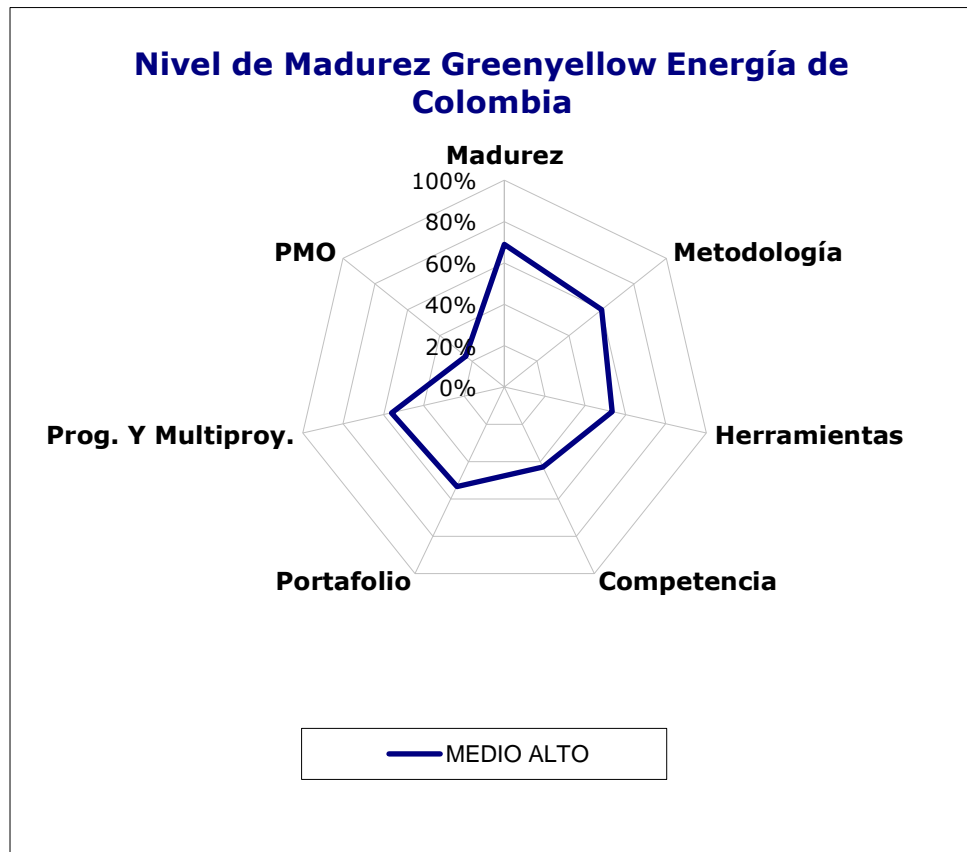 Nivel de Madurez Greenyellow Energía de
Colombia
Madurez
100%
80%
60%
40%
20%
0%
PMO
Metodología
Prog. Y Multiproy.
Herramientas
Portafolio
Competencia
MEDIO ALTO